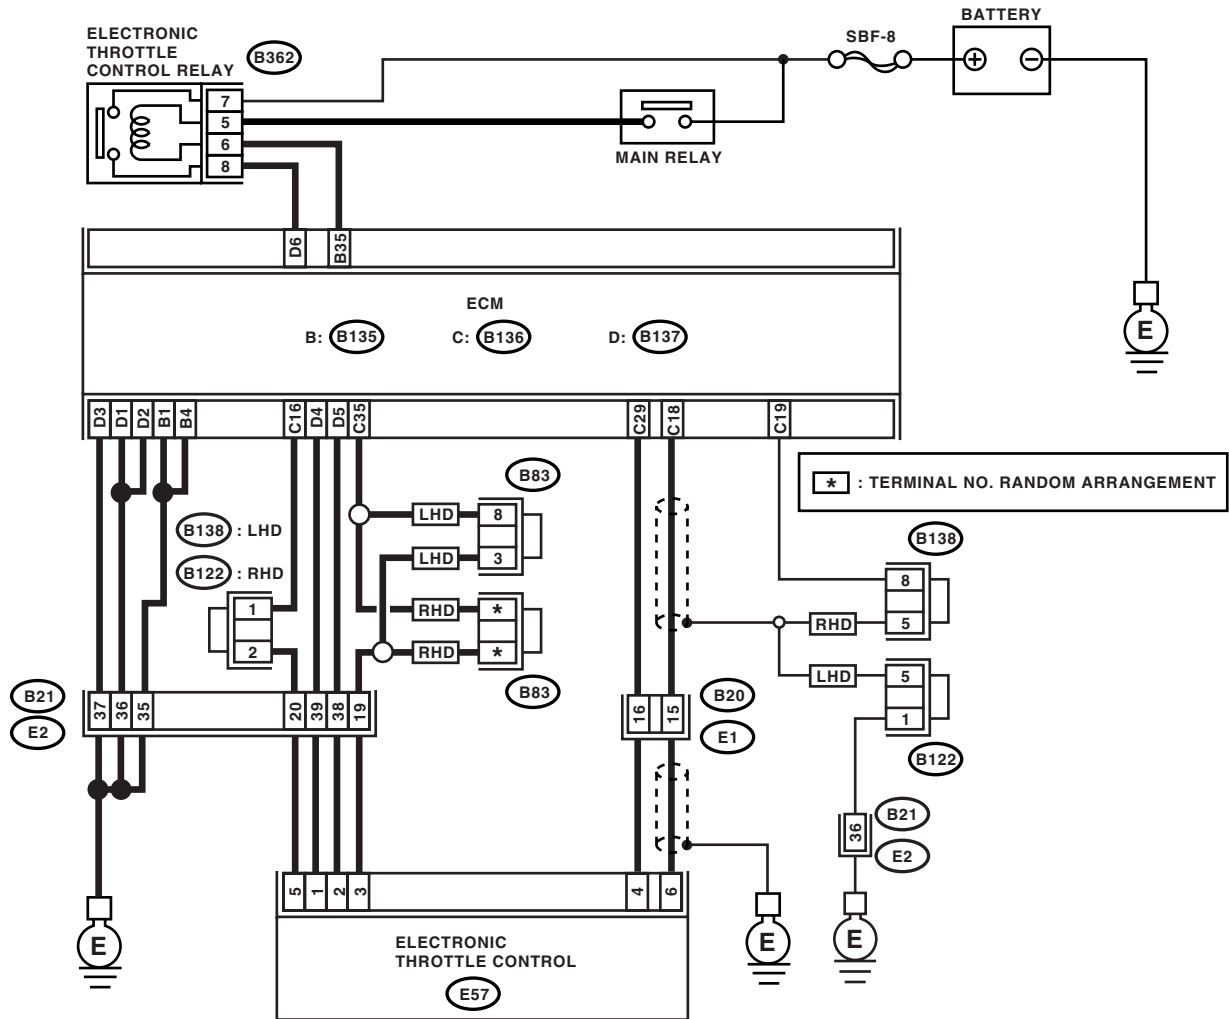 BATTERY
ELECTRONIC
THROTTLE
CONTROL RELAY
B362
SBF-8
7
5
6
8
MAIN RELAY
E
D6
B35
ECM
B: B135
C: B136
D: B137
D3
D1
D2
B1
B4
C16
D4
D5
C35
C29
C18
C19
* : TERMINAL NO. RANDOM ARRANGEMENT
B83
LHD
8
LHD
3
B138 : LHD
B122 : RHD
1
2
RHD
*
RHD
*
B83
B138
8
RHD
5
LHD
5
1
B122
B21
E2
37
36
35
20
39
38
19
16
15
B20
E1
36
B21
E2
5
1
2
3
4
6
E
E
E
ELECTRONIC
THROTTLE CONTROL
E57